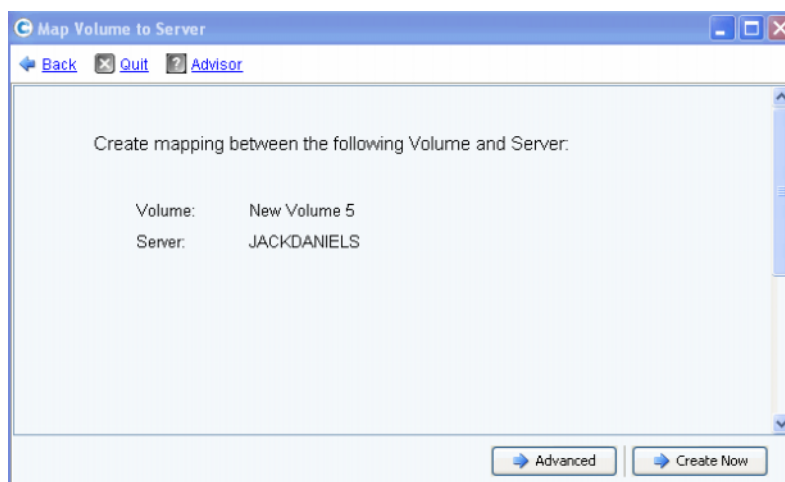 Map Volume to Server
Back Quit Advisor
Create mapping between the following Volume and Server:
Volume: New Volume 5
Server: JACKDANIELS
Advanced Create Now